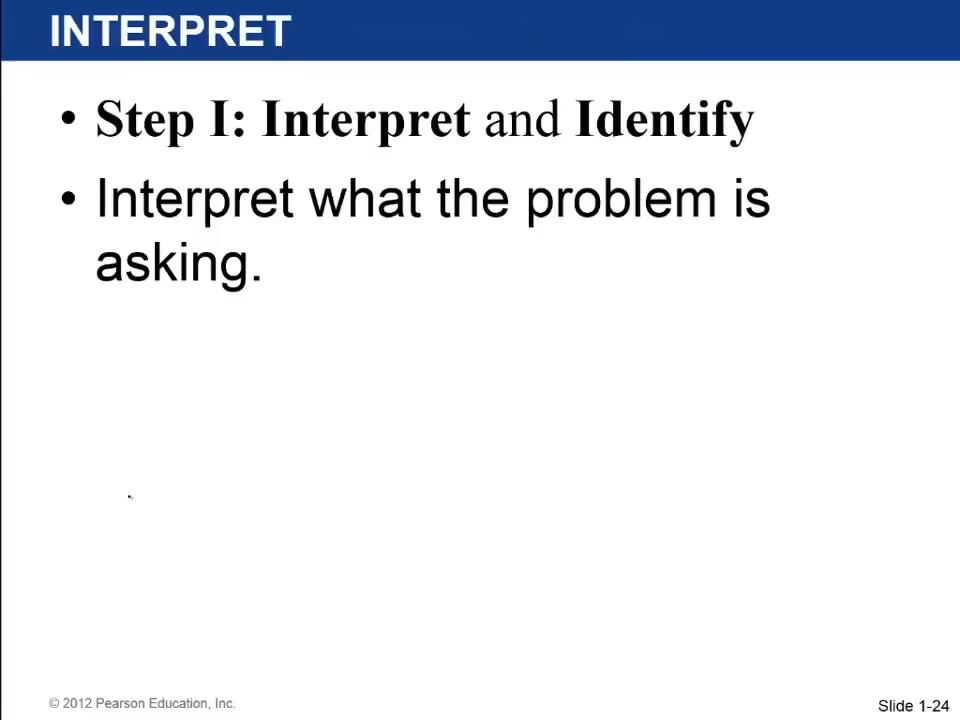 INTERPRET
• Step I: Interpret and Identify
• Interpret what the problem is
asking.
© 2012 Pearson Education, Inc.
Slide 1-24